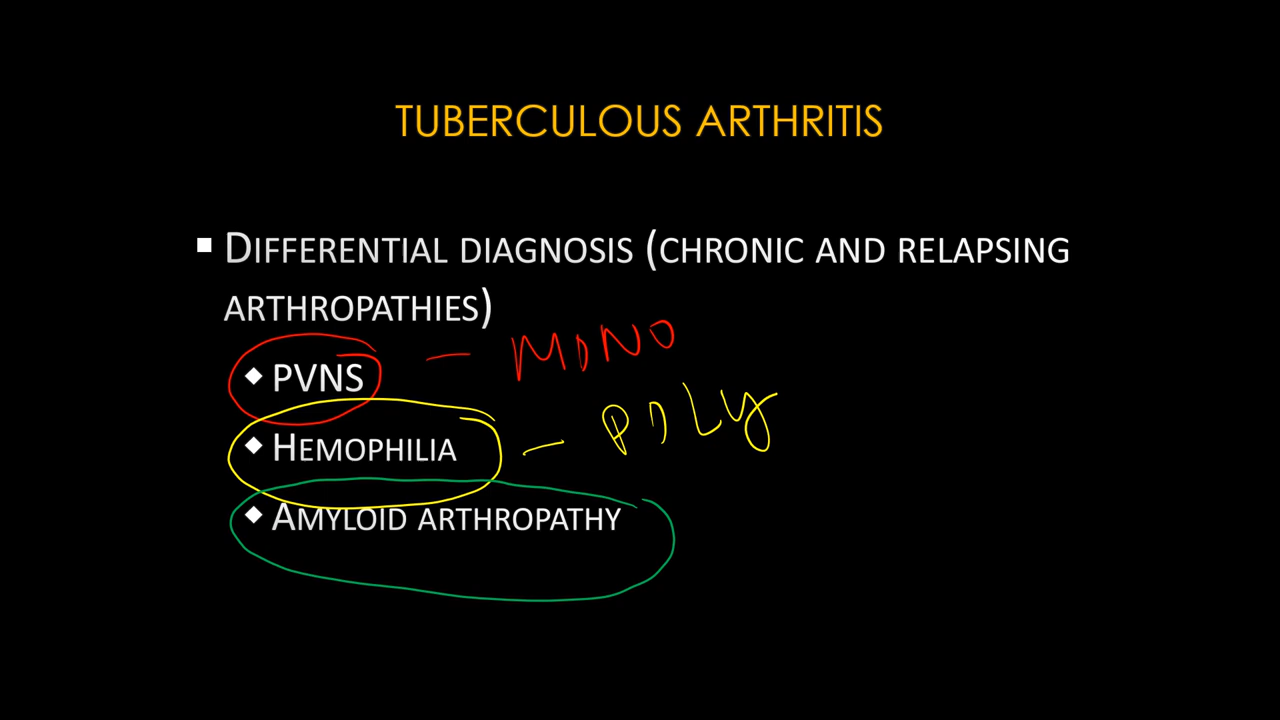 TUBERCULOUS ARTHRITIS
DIFFERENTIAL DIAGNOSIS (CHRONIC AND RELAPSING
ARTHROPATHIES)
PVNS - MONO
HEMOPHILIA - POLY
AMYLOID ARTHROPATHY